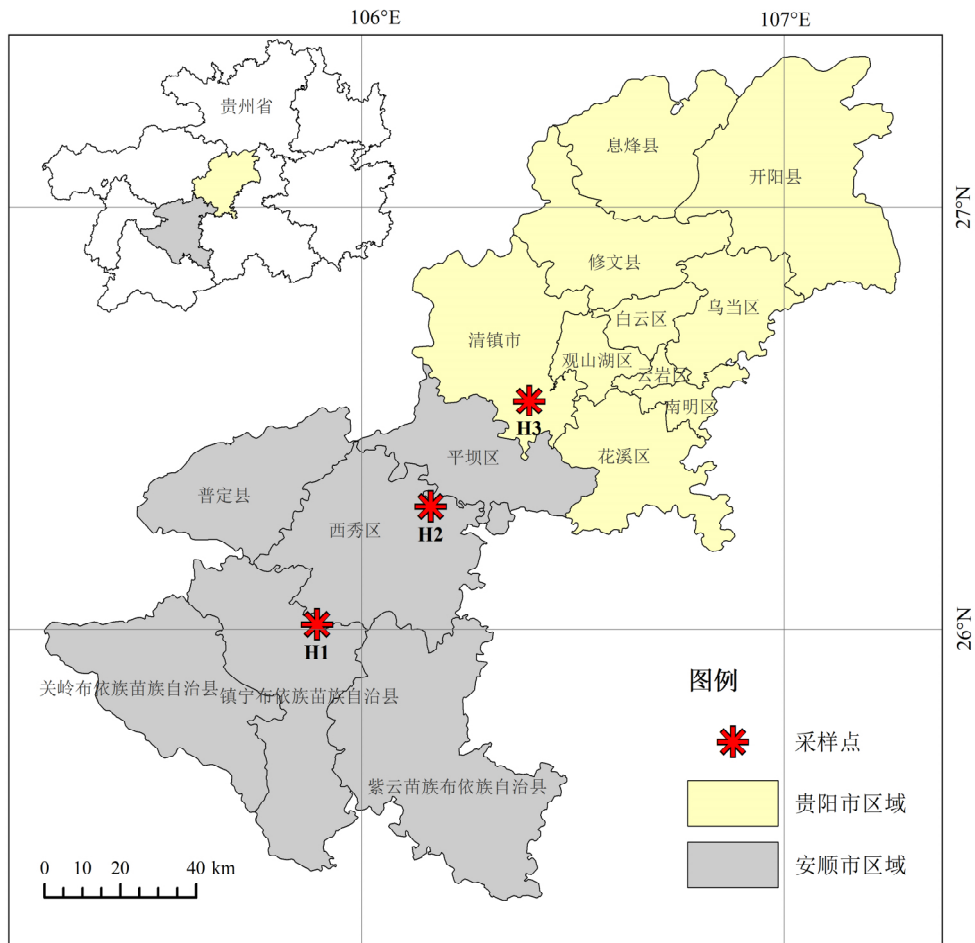 106°E
107°E
贵州省
息烽县
开阳县
27°N
修文县
乌当区
白云区
清镇市
观山湖区
云岩区
南明区
H3
平坝区
花溪区
普定县
西秀区
H2
26°N
H1
关岭布依族苗族自治县
镇宁布依族苗族自治县
图例
采样点
紫云苗族布依族自治县
贵阳市区域
安顺市区域
0 10 20 40 km